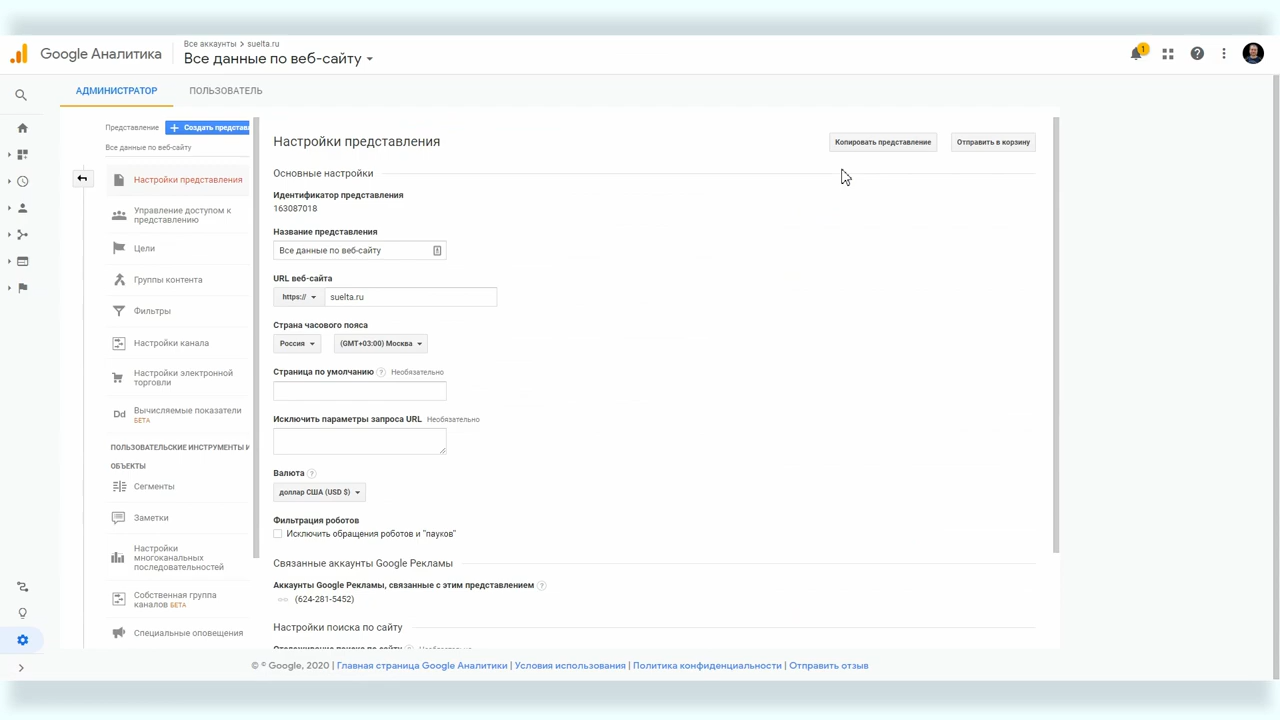 Google Аналитика
Все аккаунты > suelta.ru
Все данные по веб-сайту
1
АДМИНИСТРАТОР
ПОЛЬЗОВАТЕЛЬ
Представление
+ Создать представ
Все данные по веб-сайту
Настройки представления
Управление доступом к
представлению
Цели
Группы контента
Фильтры
Настройки канала
Настройки электронной
торговли
Dd
Вычисляемые показатели
БЕТА
ПОЛЬЗОВАТЕЛЬСКИЕ ИНСТРУМЕНТЫ И
ОБЪЕКТЫ
Сегменты
Заметки
Настройки
многоканальных
последовательностей
Собственная группа
каналов БЕТА
Специальные оповещения
Настройки представления
Копировать представление
Отправить в корзину
Основные настройки
Идентификатор представления
163087018
Название представления
Все данные по веб-сайту
URL веб-сайта
https://
suelta.ru
Страна часового пояса
Россия
(GMT+03:00) Москва
Страница по умолчанию ? Необязательно
Исключить параметры запроса URL Необязательно
Валюта ?
доллар США (USD $)
Фильтрация роботов
Исключить обращения роботов и "пауков"
Связанные аккаунты Google Рекламы
Аккаунты Google Рекламы, связанные с этим представлением ?
(624-281-5452)
Настройки поиска по сайту
© ® Google, 2020 | Главная страница Google Аналитики | Условия использования | Политика конфиденциальности | Отправить отзыв